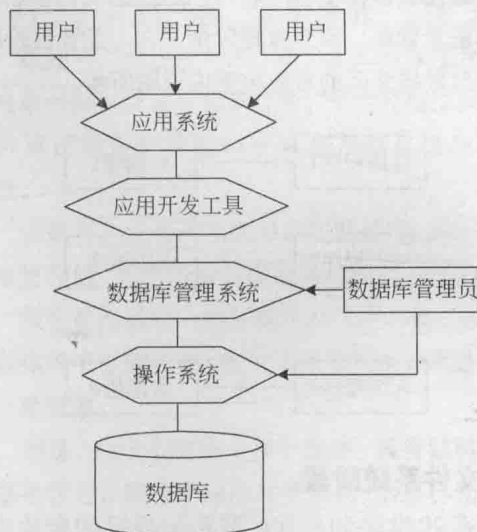 用户
用户
用户
应用系统
应用开发工具
数据库管理系统
数据库管理员
操作系统
数据库